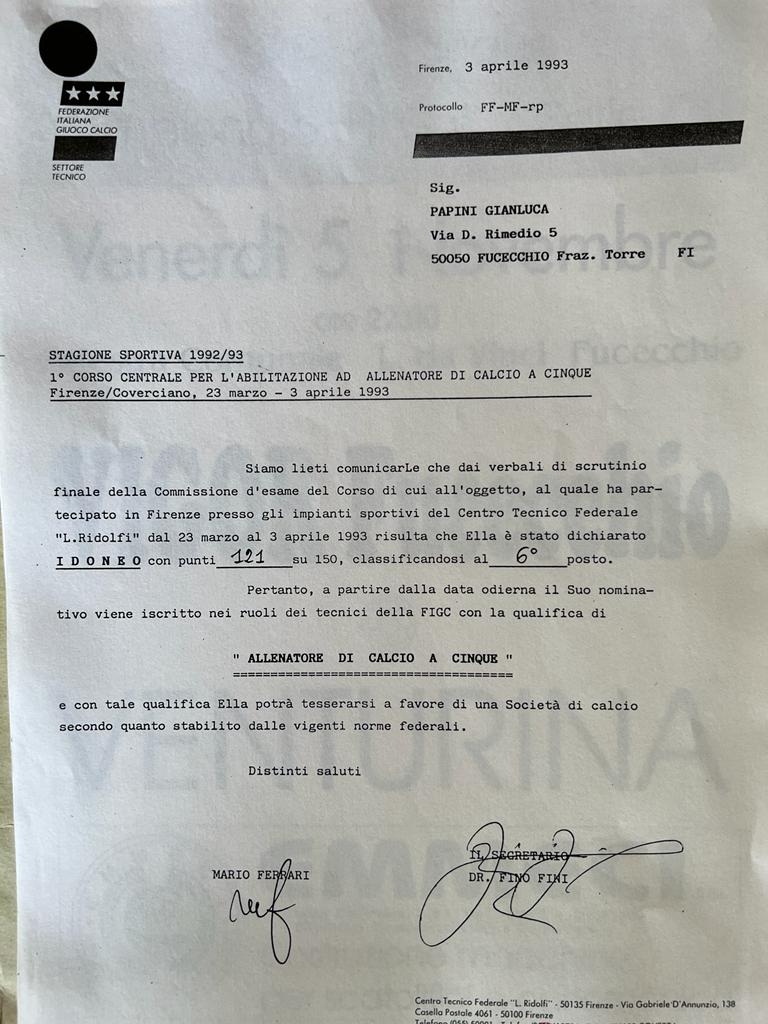 Firenze, 3 aprile 1993
FEDERAZIONE
ITALIANA
GIUOCO CALCIO
Protocollo FF-MF-rp
SETTORE
TECNICO
Sig.
PAPINI GIANLUCA
Via D. Rimedio 5
50050 FUCECCHIO Fraz. Torre FI
STAGIONE SPORTIVA 1992/93
1° CORSO CENTRALE PER L'ABILITAZIONE AD ALLENATORE DI CALCIO A CINQUE
Firenze/Coverciano, 23 marzo - 3 aprile 1993
Siamo lieti comunicarLe che dai verbali di scrutinio
finale della Commissione d'esame del Corso di cui all'oggetto, al quale ha par-
tecipato in Firenze presso gli impianti sportivi del Centro Tecnico Federale
"L.Ridolfi" dal 23 marzo al 3 aprile 1993 risulta che Ella è stato dichiarato
I D O N E O con punti 121 su 150, classificandosi al 6° posto.
Pertanto, a partire dalla data odierna il Suo nomina-
tivo viene iscritto nei ruoli dei tecnici della FIGC con la qualifica di
" ALLENATORE DI CALCIO A CINQUE "
e con tale qualifica Ella potrà tesserarsi a favore di una Società di calcio
secondo quanto stabilito dalle vigenti norme federali.
Distinti saluti
IL SEGRETARIO
MARIO FERRARI DR. FINO FINI
Centro Tecnico Federale "L. Ridolfi" - 50135 Firenze - Via Gabriele D'Annunzio, 138
Casella Postale 4061 - 50100 Firenze
Venerdì 5 Novembre
ore 22:00
Fucecchio
VENTURINA